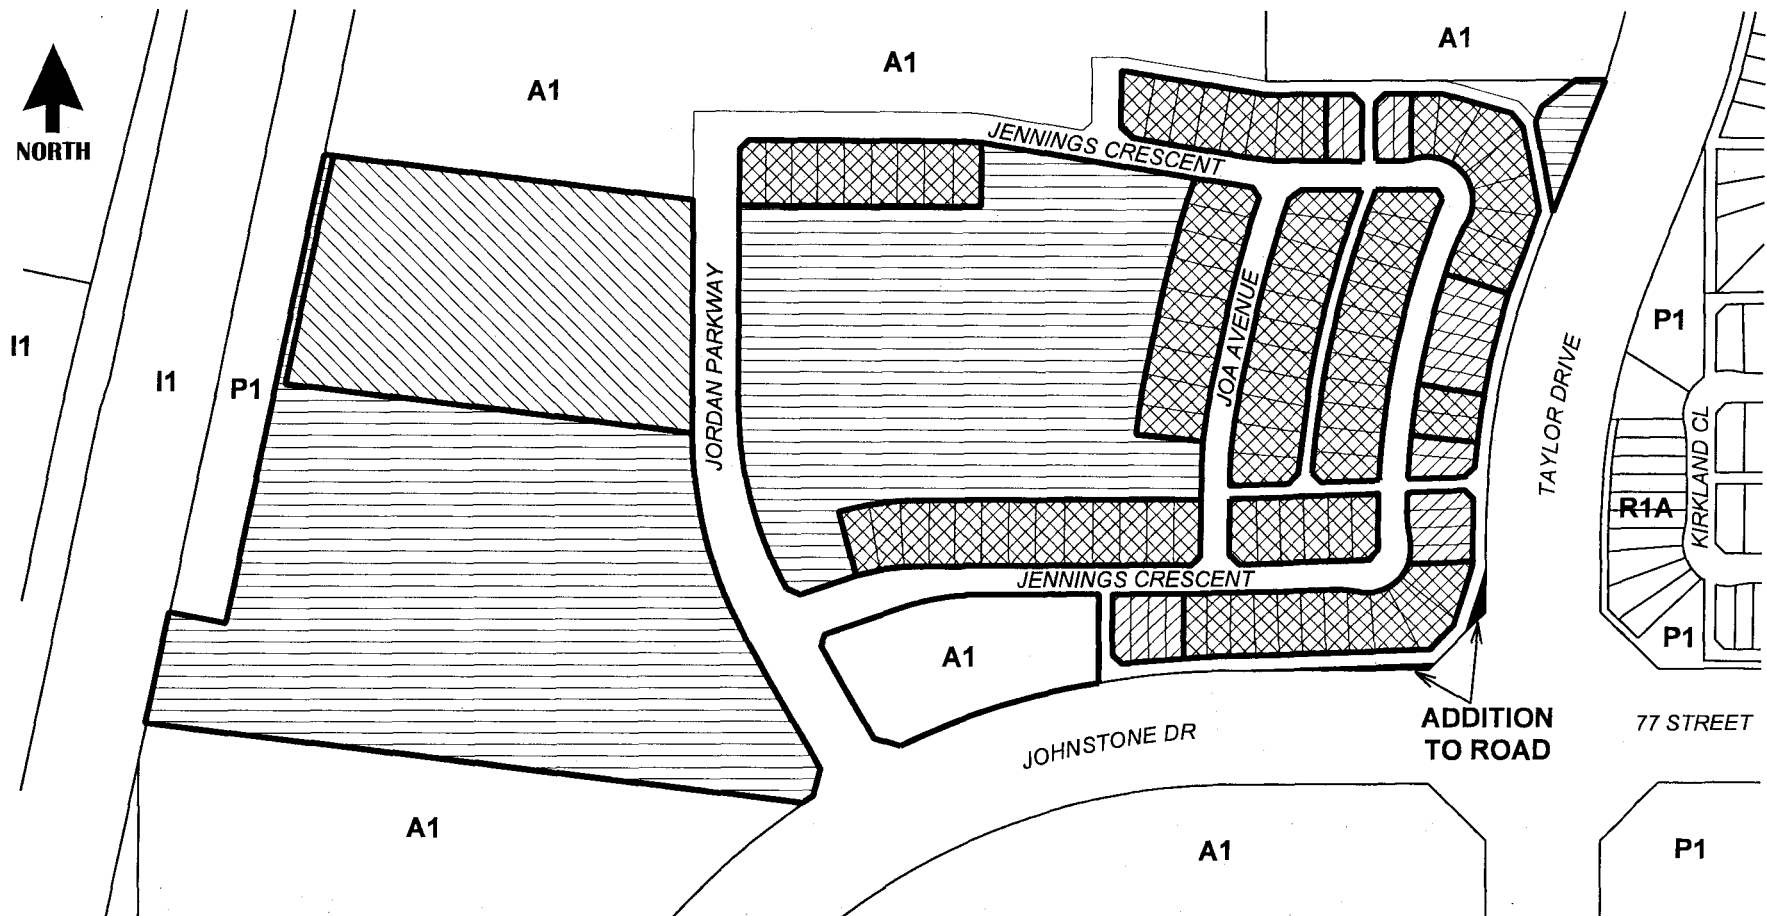 A1
A1
A1
NORTH
JENNINGS CRESCENT
JORDAN PARKWAY
JOA AVENUE
TAYLOR DRIVE
KIRKLAND CL
I1
I1
P1
P1
R1A
JENNINGS CRESCENT
P1
A1
ADDITION
TO ROAD
77 STREET
JOHNSTONE DR
A1
A1
P1